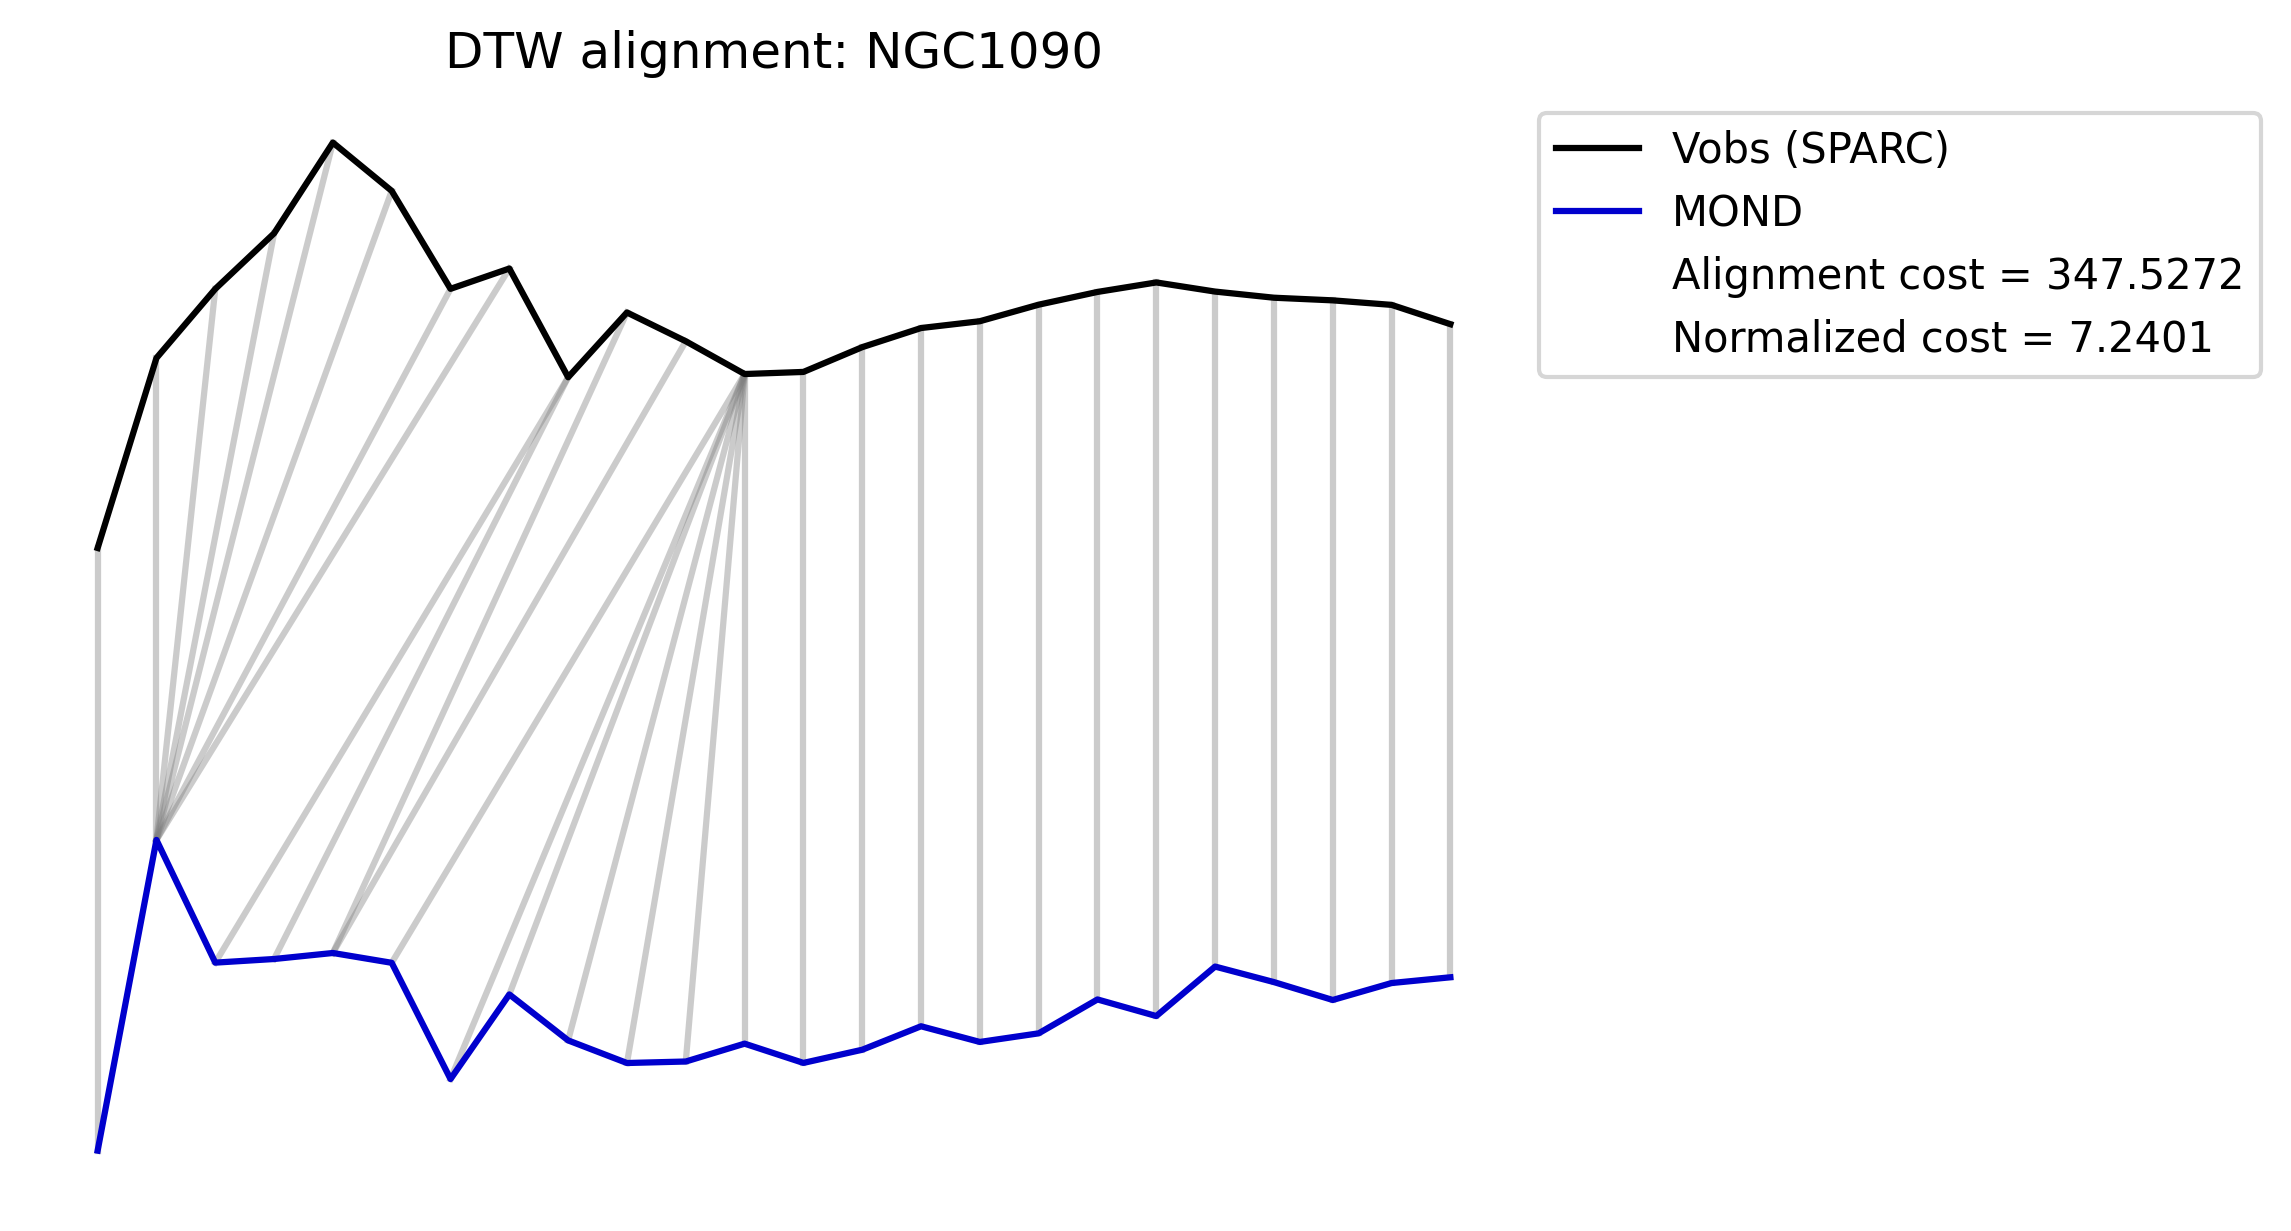 DTW alignment: NGC1090
Vobs (SPARC)
MOND
Alignment cost = 347.5272
Normalized cost = 7.2401